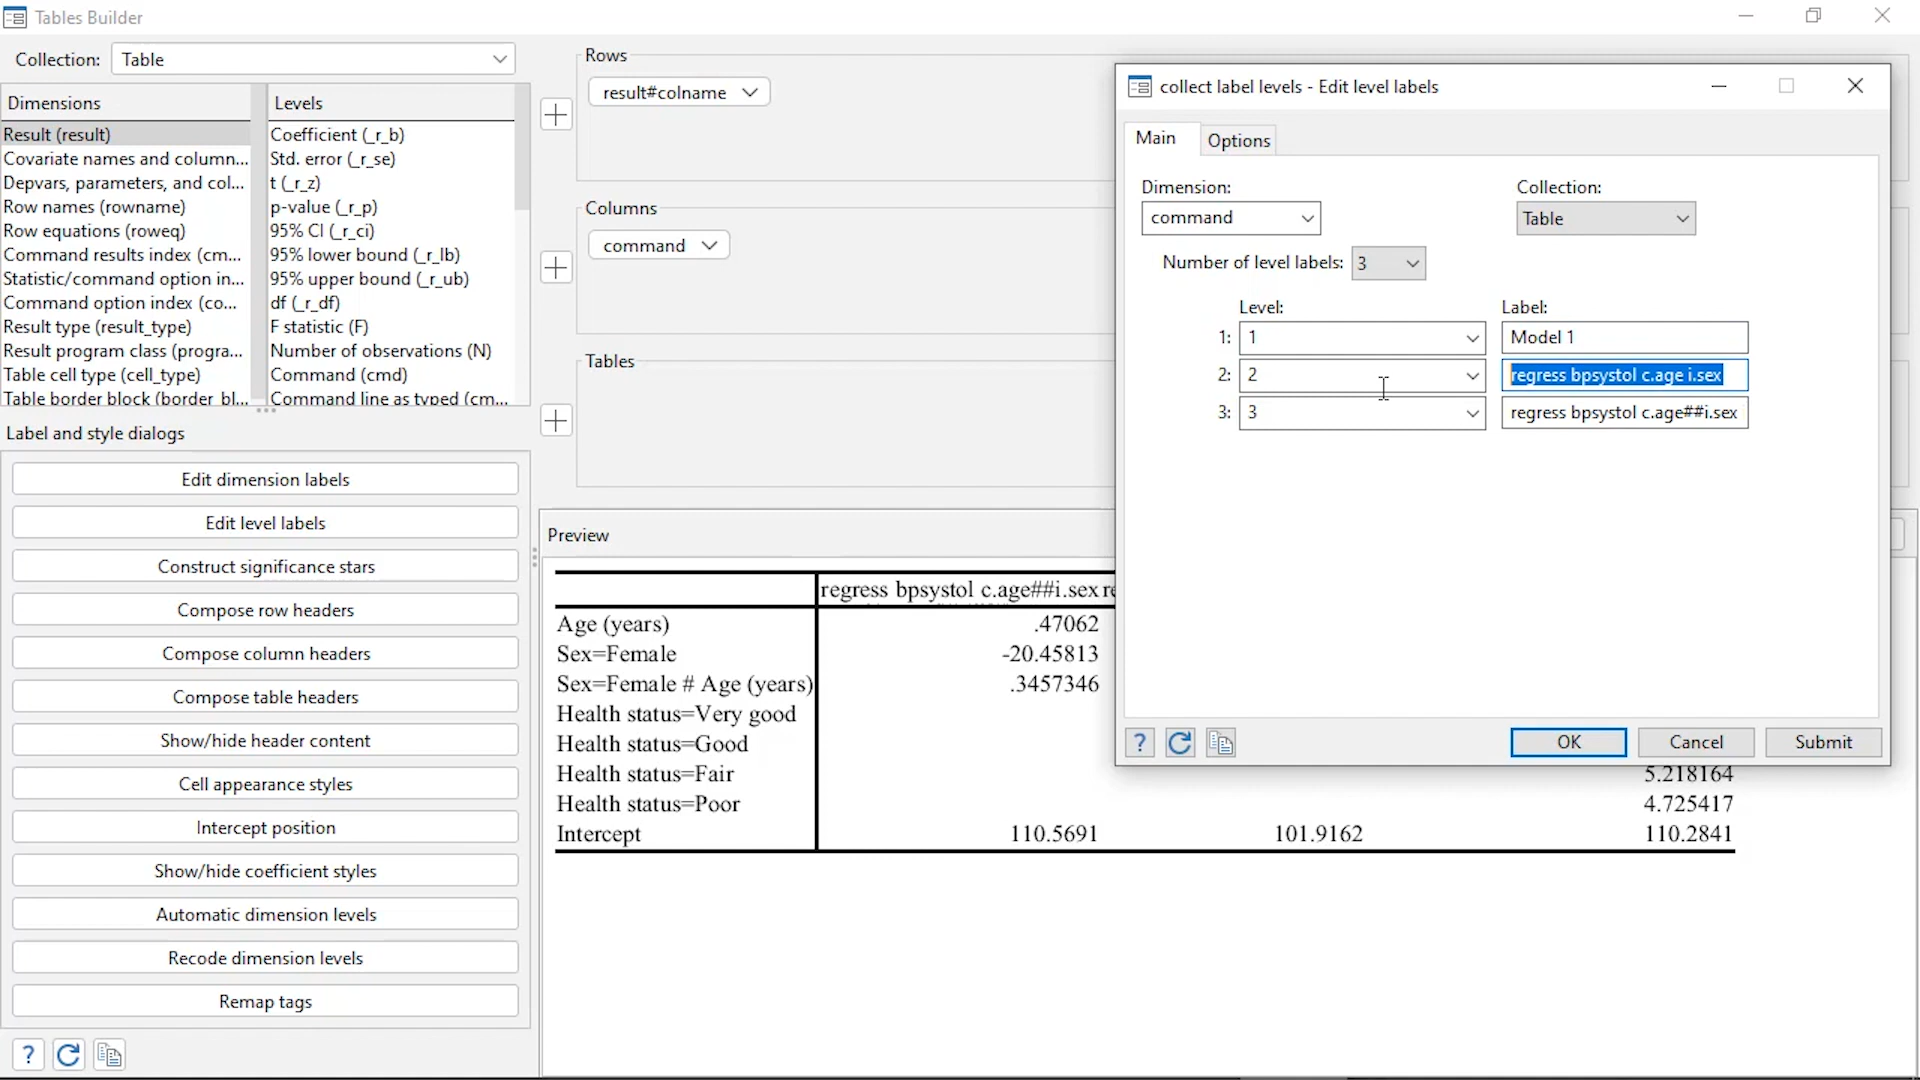 Tables Builder
Collection: Table
Dimensions
Result (result)
Covariate names and column...
Depvars, parameters, and col...
Row names (rowname)
Row equations (roweq)
Command results index (cm...
Statistic/command option in...
Command option index (co...
Result type (result_type)
Result program class (progra...
Table cell type (cell_type)
Table border block (border_bl...
Levels
Coefficient (_r_b)
Std. error (_r_se)
t (_r_z)
p-value (_r_p)
95% CI (_r_ci)
95% lower bound (_r_lb)
95% upper bound (_r_ub)
df (_r_df)
F statistic (F)
Number of observations (N)
Command (cmd)
Command line as typed (cm...
Label and style dialogs
Edit dimension labels
Edit level labels
Construct significance stars
Compose row headers
Compose column headers
Compose table headers
Show/hide header content
Cell appearance styles
Intercept position
Show/hide coefficient styles
Automatic dimension levels
Recode dimension levels
Remap tags
?
Rows
result#colname
Columns
command
Tables
Preview
regress bpsystol c.age##i.sex re
Age (years) .47062
Sex=Female -20.45813
Sex=Female # Age (years) .3457346
Health status=Very good
Health status=Good
Health status=Fair 5.218164
Health status=Poor 4.725417
Intercept 110.5691 101.9162 110.2841
collect label levels - Edit level labels
Main Options
Dimension: Collection:
command Table
Number of level labels: 3
Level: Label:
1: 1 Model 1
2: 2 regress bpsystol c.age i.sex
3: 3 regress bpsystol c.age##i.sex
? OK Cancel Submit